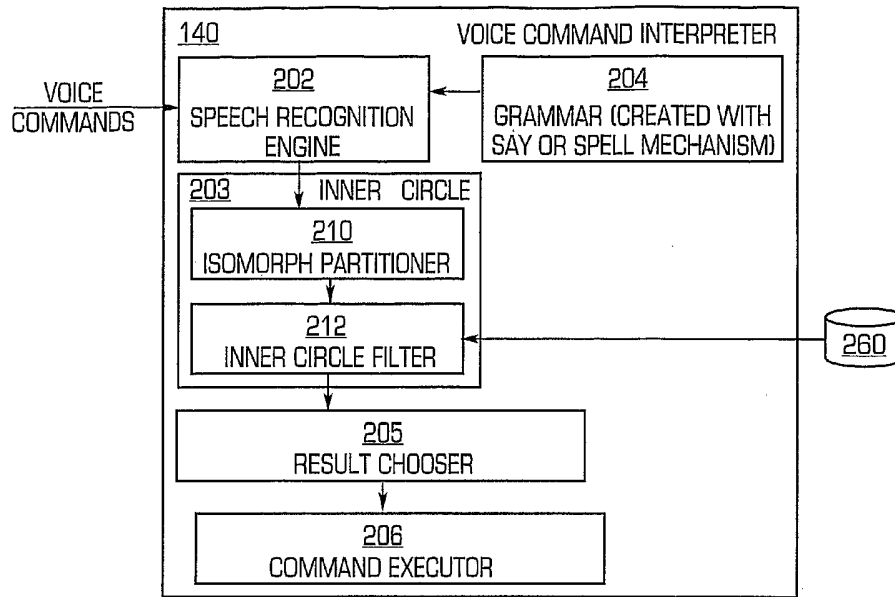 140
VOICE COMMAND INTERPRETER
VOICE
COMMANDS
202
SPEECH RECOGNITION
ENGINE
204
GRAMMAR (CREATED WITH
SAY OR SPELL MECHANISM)
203
INNER CIRCLE
210
ISOMORPH PARTITIONER
212
INNER CIRCLE FILTER
260
205
RESULT CHOOSER
206
COMMAND EXECUTOR